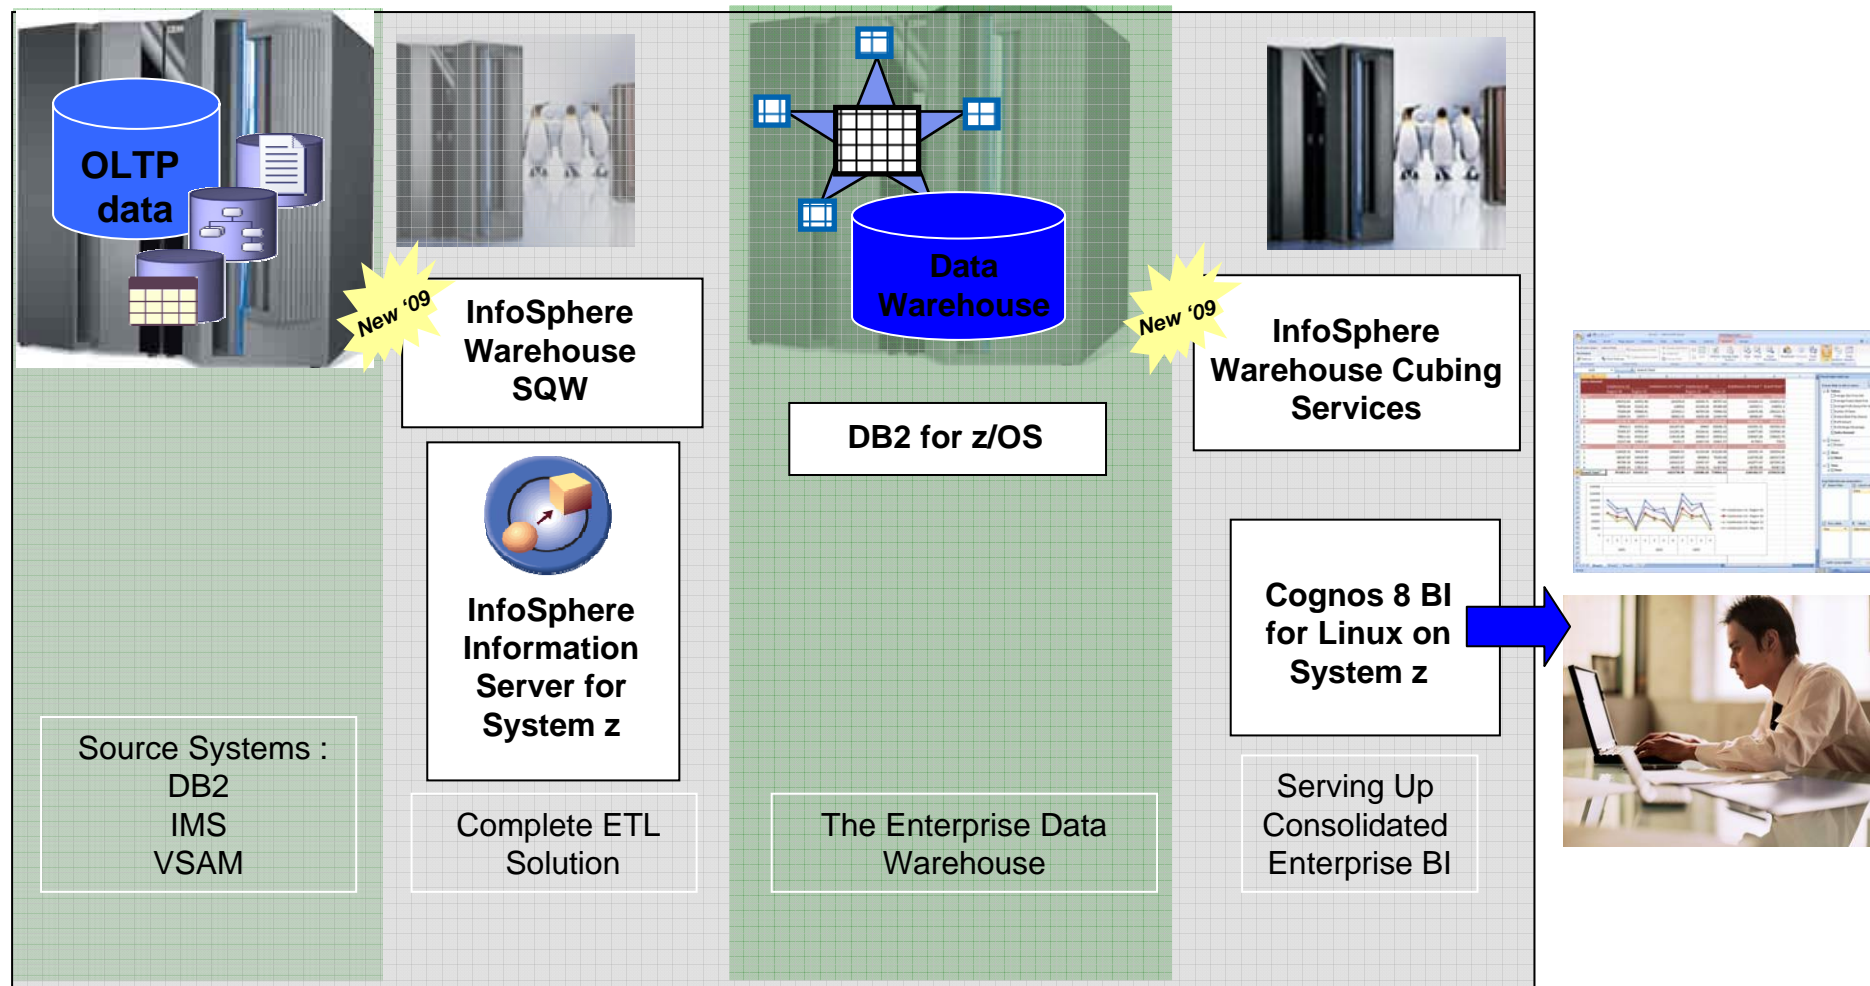 OLTP
data
New ‘09
InfoSphere
Warehouse
SQW
InfoSphere
Information
Server for
System z
Data
Warehouse
DB2 for z/OS
New ‘09
InfoSphere
Warehouse Cubing
Services
Cognos 8 BI
for Linux on
System z
Source Systems :
DB2
IMS
VSAM
Complete ETL
Solution
The Enterprise Data
Warehouse
Serving Up
Consolidated
Enterprise BI